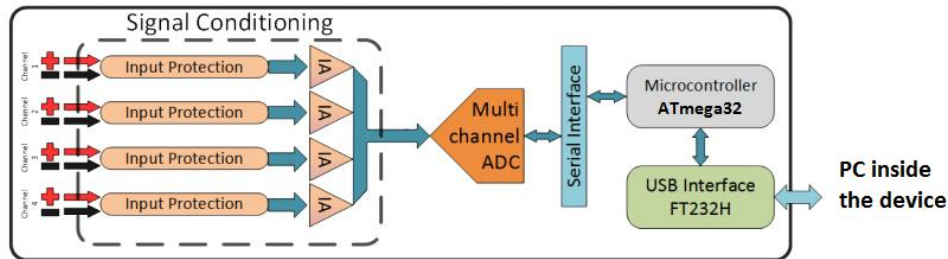 Signal Conditioning
Channel 1
Input Protection
IA
Channel 2
Input Protection
IA
Channel 3
Input Protection
IA
Channel 4
Input Protection
IA
Multi
channel
ADC
Serial Interface
Microcontroller
ATmega32
USB Interface
FT232H
PC inside
the device